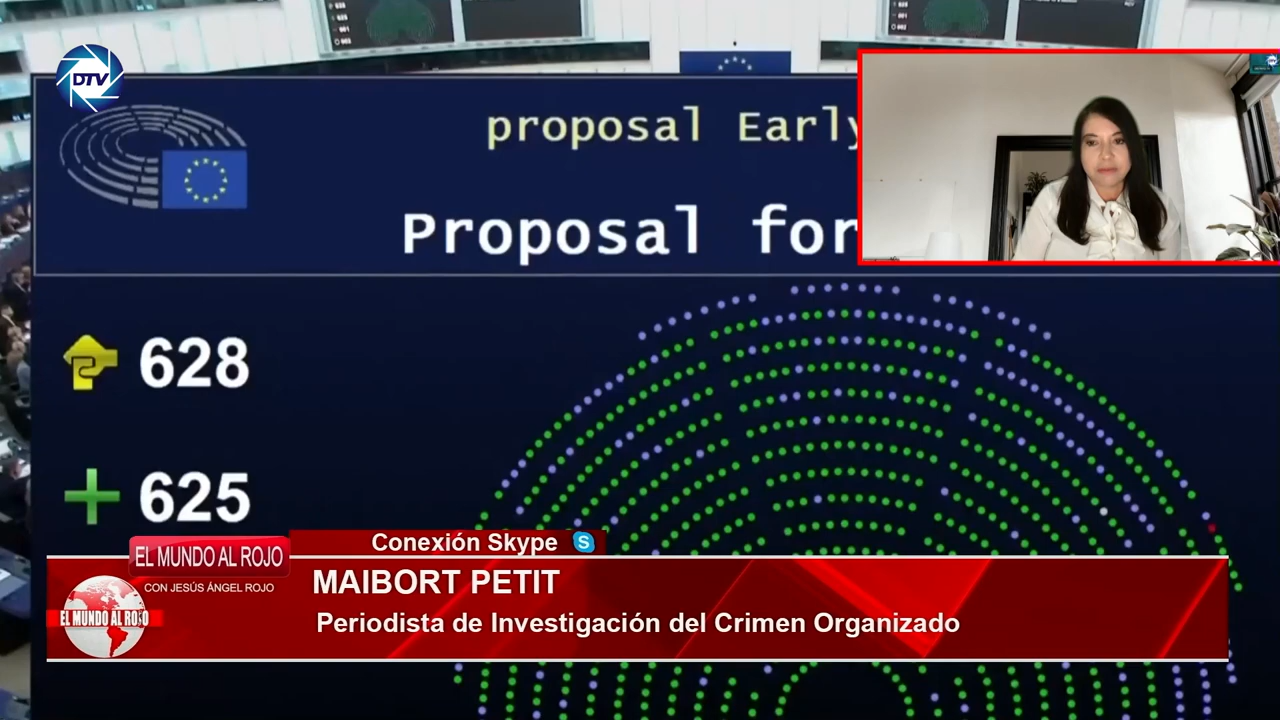 DTV
proposal Early
Proposal for
628
625
Conexión Skype S
EL MUNDO AL ROJO
CON JESÚS ÁNGEL ROJO
EL MUNDO AL ROJO
MAIBORT PETIT
Periodista de Investigación del Crimen Organizado